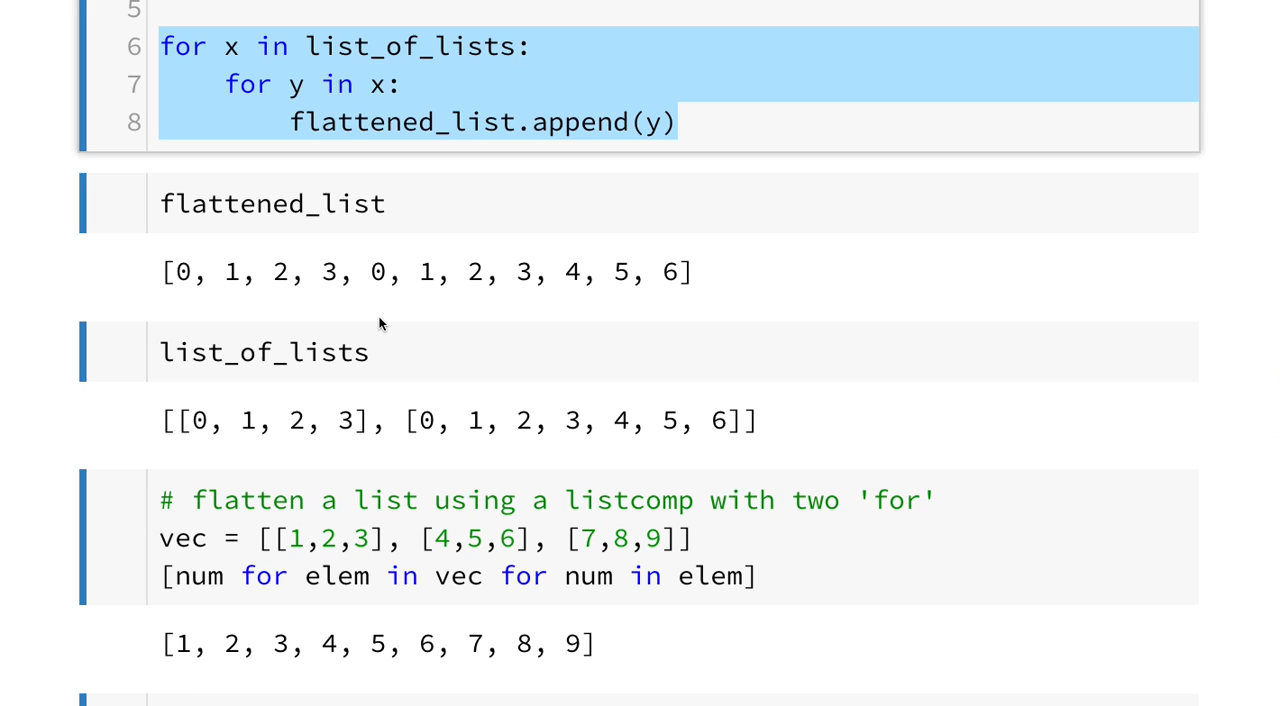 5
6 for x in list_of_lists:
7     for y in x:
8         flattened_list.append(y)
flattened_list
[0, 1, 2, 3, 0, 1, 2, 3, 4, 5, 6]
list_of_lists
[[0, 1, 2, 3], [0, 1, 2, 3, 4, 5, 6]]
# flatten a list using a listcomp with two 'for'
vec = [[1,2,3], [4,5,6], [7,8,9]]
[num for elem in vec for num in elem]
[1, 2, 3, 4, 5, 6, 7, 8, 9]